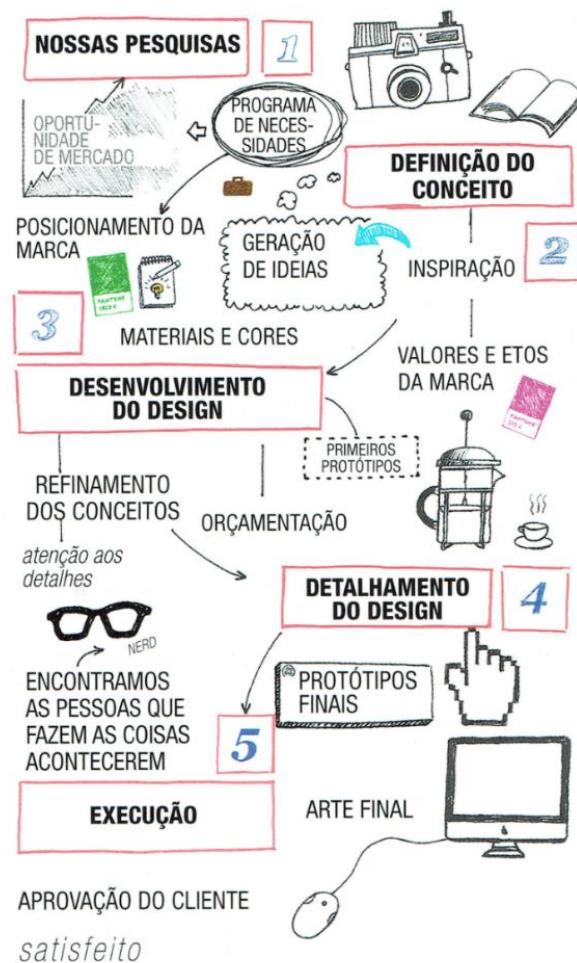 NOSSAS PESQUISAS
1
PROGRAMA
DE NECES-
SIDADES
OPORTU-
NIDADE
DE MERCADO
DEFINIÇÃO DO
CONCEITO
POSICIONAMENTO DA
MARCA
GERAÇÃO
DE IDEIAS
INSPIRAÇÃO
2
PANTONE
3
MATERIAIS E CORES
VALORES E ETOS
DA MARCA
DESENVOLVIMENTO
DO DESIGN
PANTONE
PRIMEIROS
PROTÓTIPOS
REFINAMENTO
DOS CONCEITOS
ORÇAMENTAÇÃO
atenção aos
detalhes
DETALHAMENTO
DO DESIGN
4
NERD
ENCONTRAMOS
AS PESSOAS QUE
FAZEM AS COISAS
ACONTECEREM
@
PROTÓTIPOS
FINAIS
5
EXECUÇÃO
ARTE FINAL
APROVAÇÃO DO CLIENTE
satisfeito